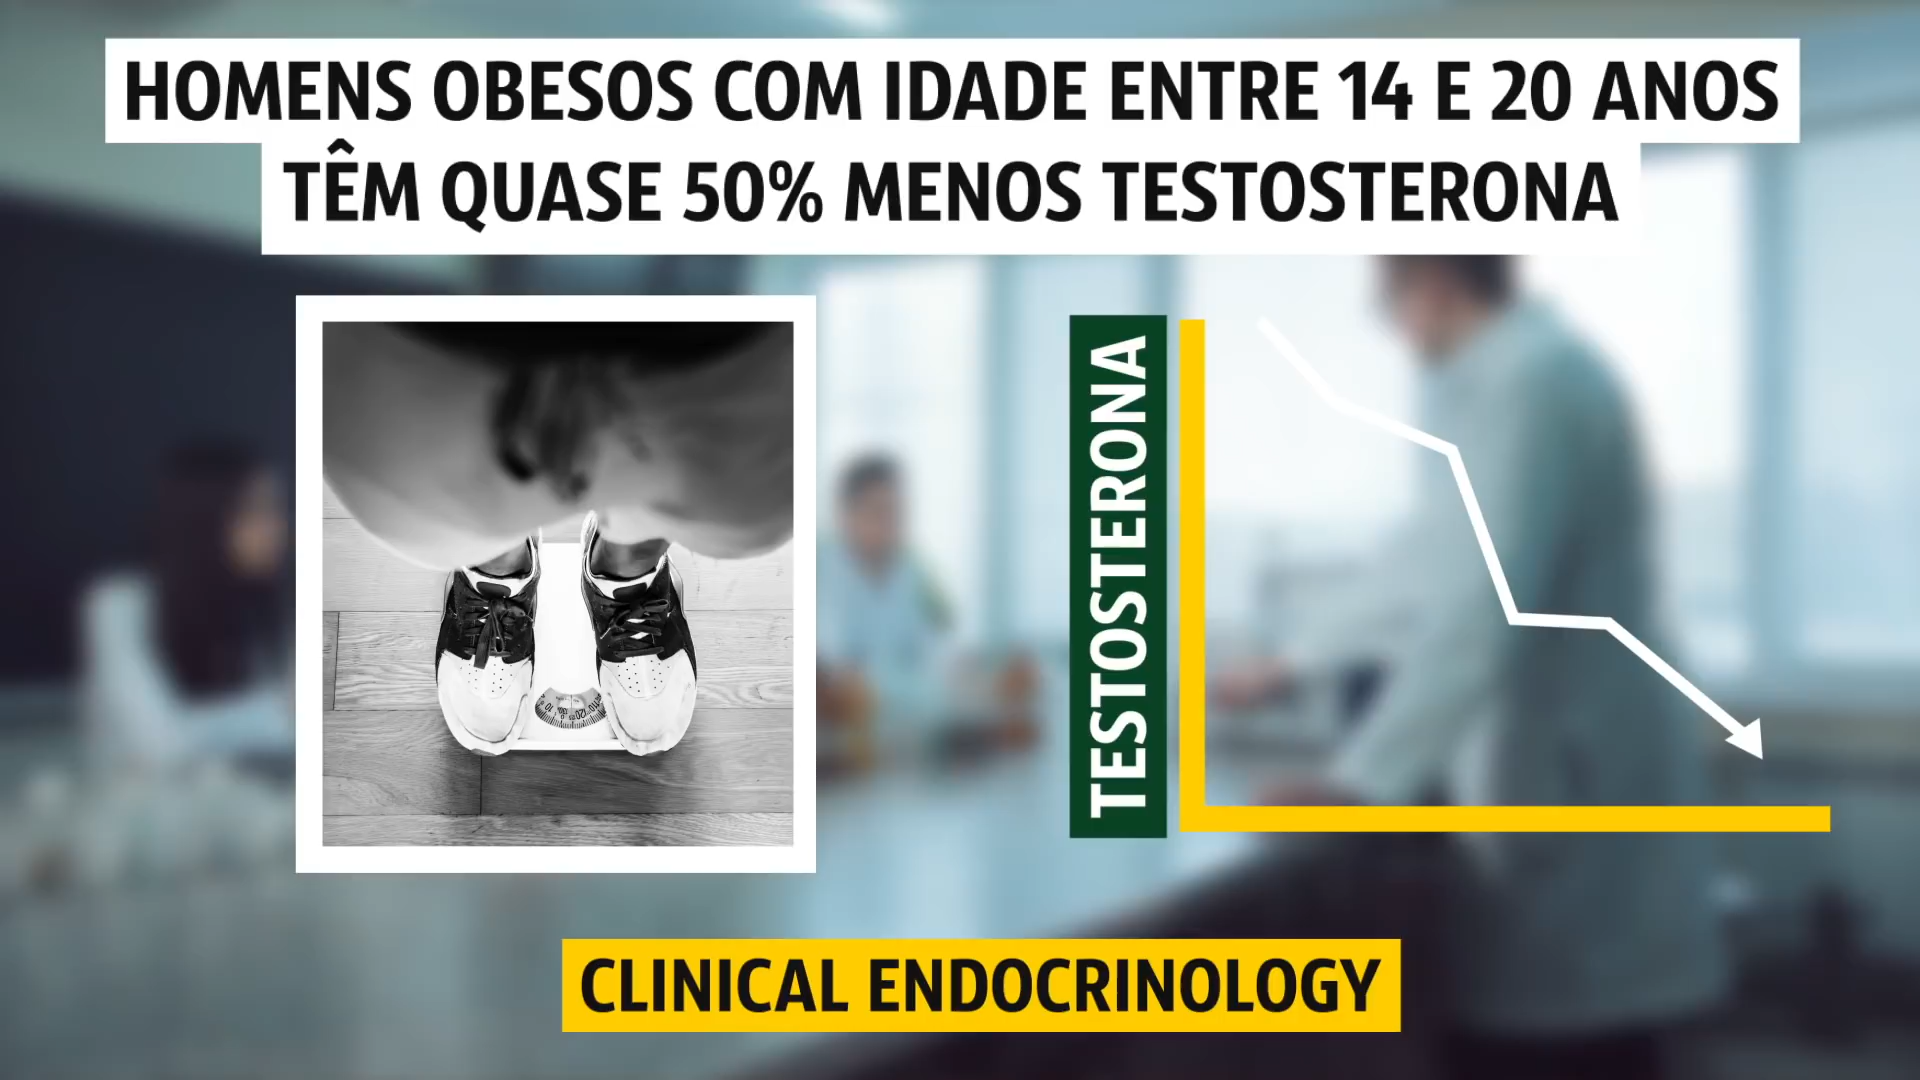 HOMENS OBESOS COM IDADE ENTRE 14 E 20 ANOS
TÊM QUASE 50% MENOS TESTOSTERONA
TESTOSTERONA
CLINICAL ENDOCRINOLOGY